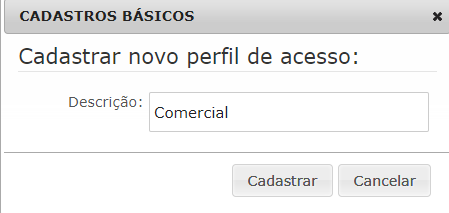 CADASTROS BÁSICOS
Cadastrar novo perfil de acesso:
Descrição: Comercial
Cadastrar Cancelar